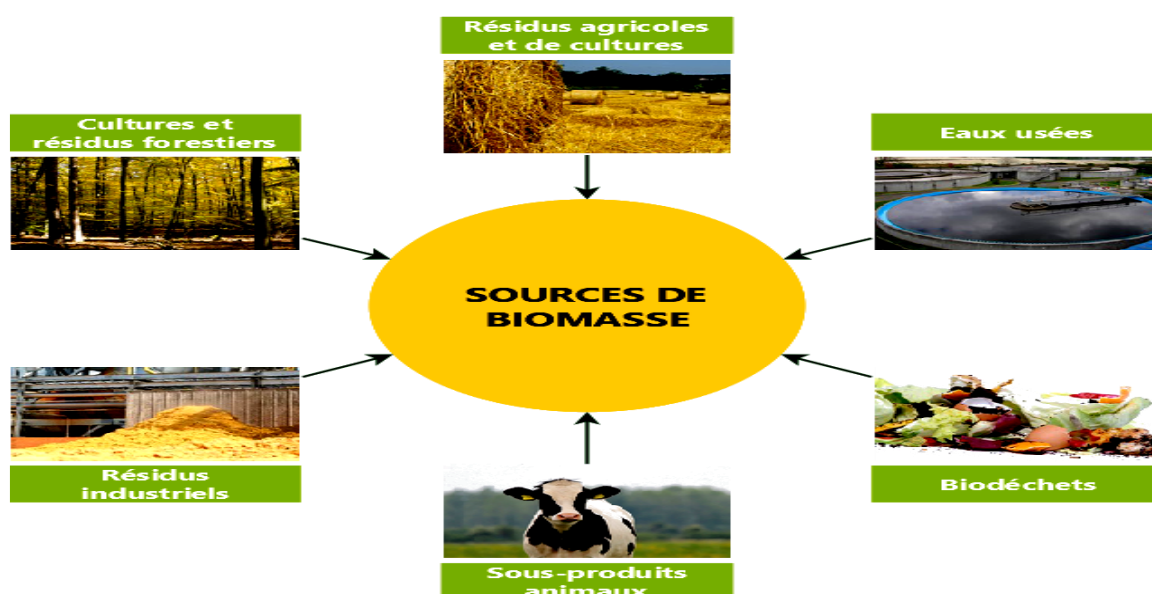 Résidus agricoles
et de cultures
Cultures et
résidus forestiers
Eaux usées
SOURCES DE
BIOMASSE
Résidus
industriels
Biodéchets
Sous-produits
animaux